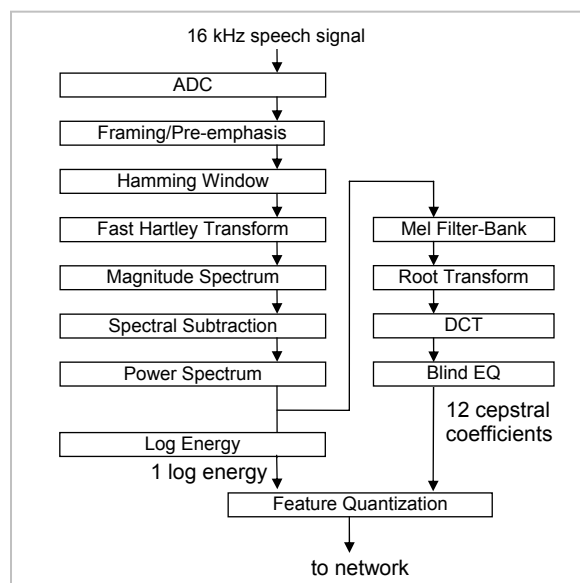 16 kHz speech signal
ADC
Framing/Pre-emphasis
Hamming Window
Fast Hartley Transform
Magnitude Spectrum
Spectral Subtraction
Power Spectrum
Log Energy
1 log energy
Mel Filter-Bank
Root Transform
DCT
Blind EQ
12 cepstral
coefficients
Feature Quantization
to network